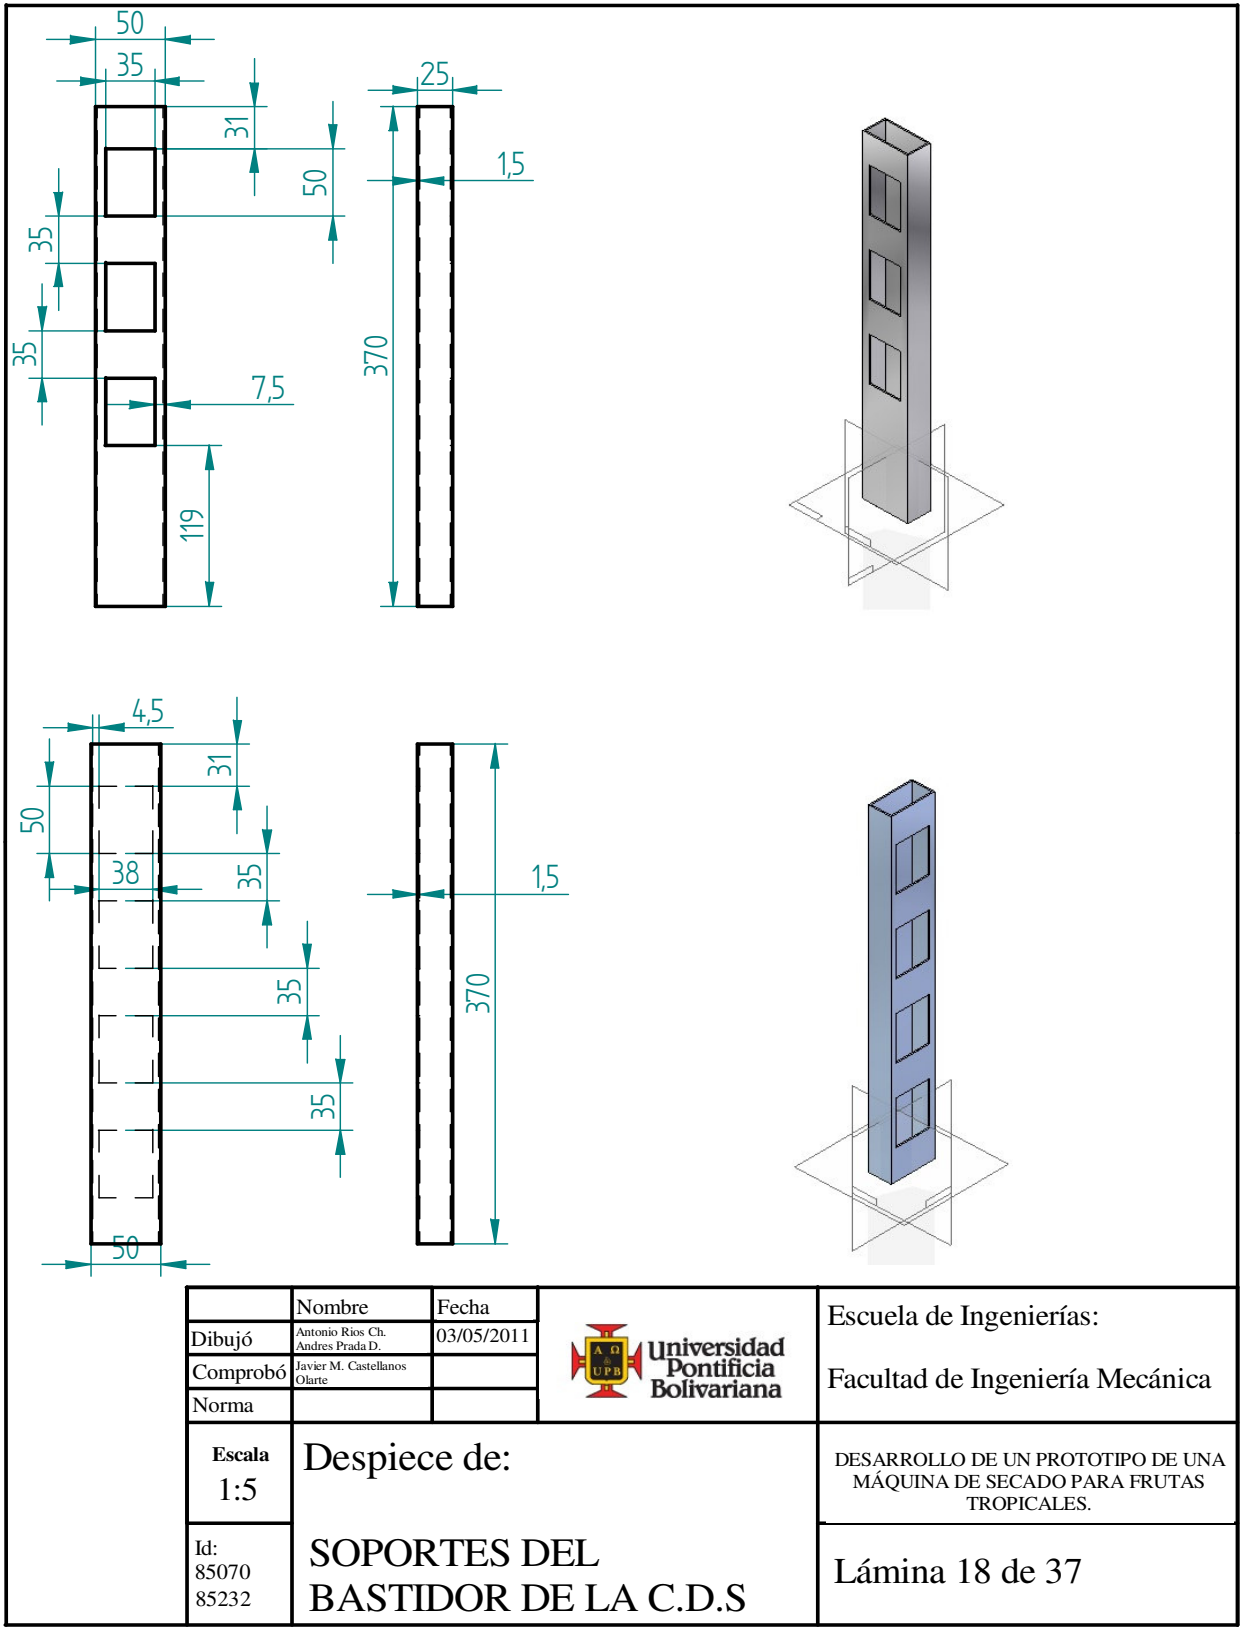 50
35
25
31
1,5
50
35
370
35
7,5
119
4,5
31
50
38
35
1,5
35
370
35
50
Nombre
Fecha
Dibujó
Antonio Rios Ch.
Andres Prada D.
03/05/2011
Comprobó
Javier M. Castellanos
Olarte
Norma
Α Ω
&
UPB
Universidad
Pontificia
Bolivariana
Escuela de Ingenierías:
Facultad de Ingeniería Mecánica
Escala
1:5
Despiece de:
SOPORTES DEL
BASTIDOR DE LA C.D.S
DESARROLLO DE UN PROTOTIPO DE UNA
MÁQUINA DE SECADO PARA FRUTAS
TROPICALES.
Id:
85070
85232
Lámina 18 de 37